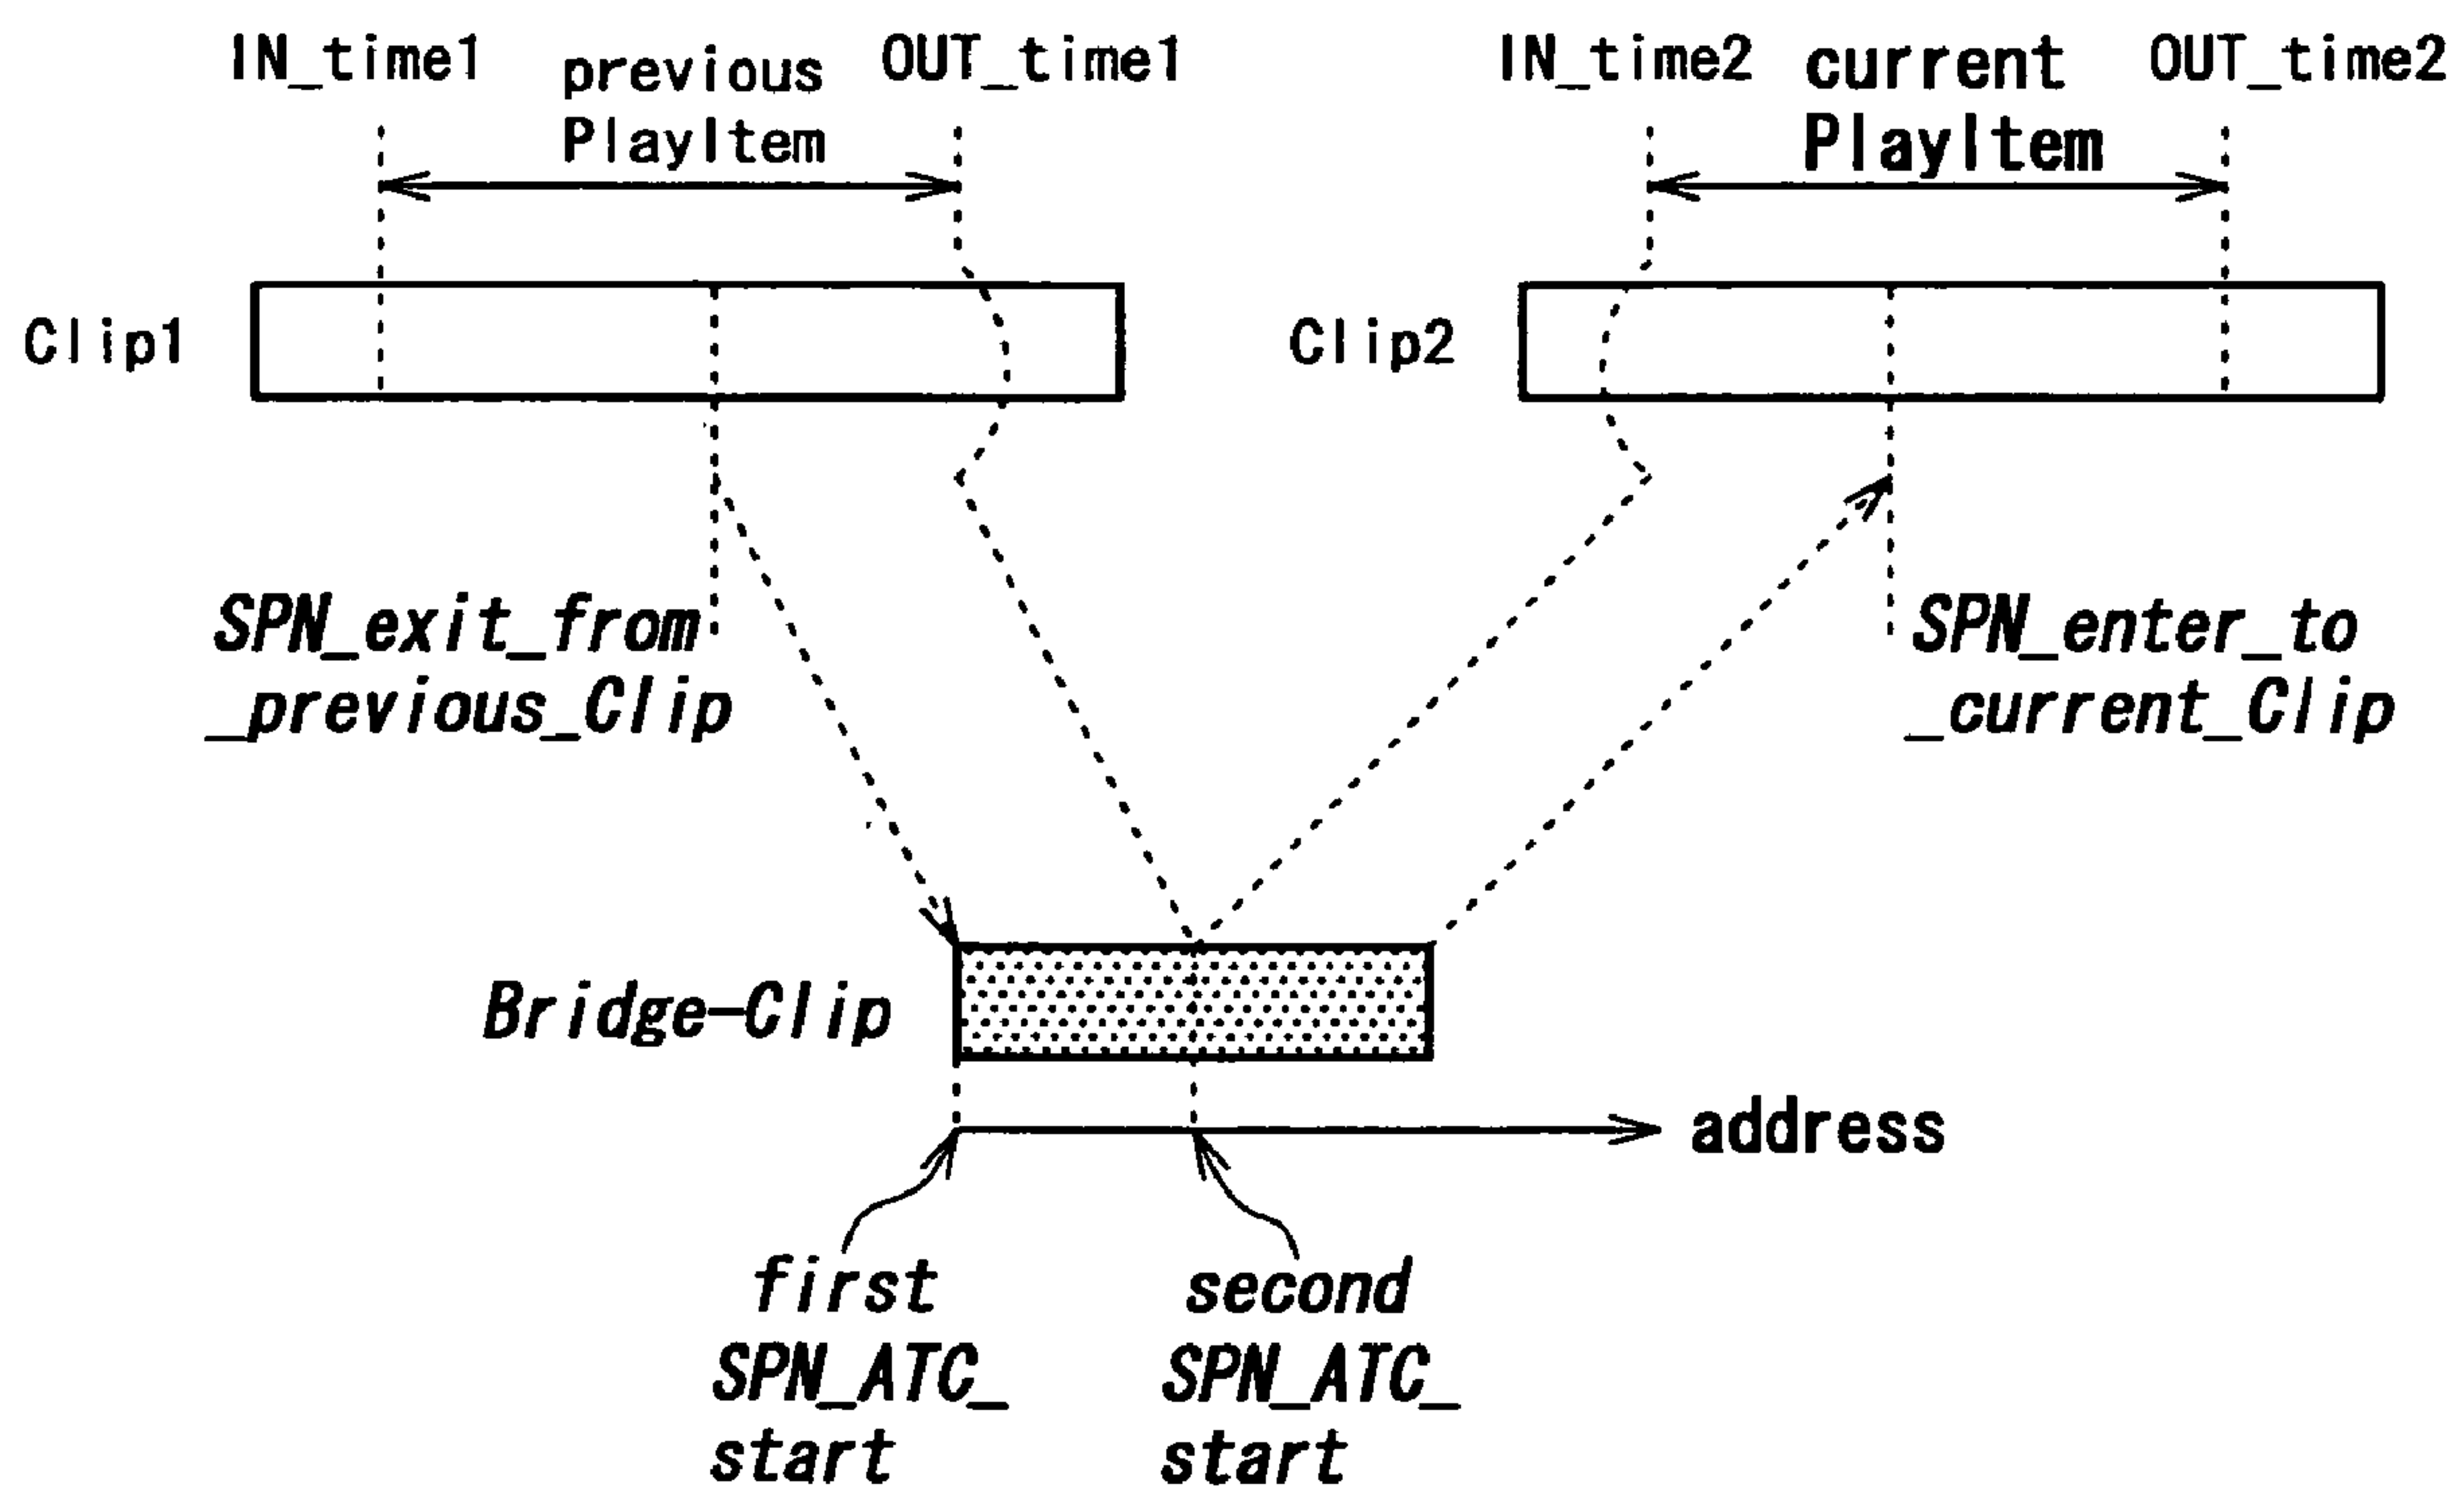 IN_time1
previous
PlayItem
OUT_time1
IN_time2
current
PlayItem
OUT_time2
Clip1
Clip2
SPN_exit_from
_previous_Clip
SPN_enter_to
_current_Clip
Bridge-Clip
address
first
SPN_ATC_
start
second
SPN_ATC_
start